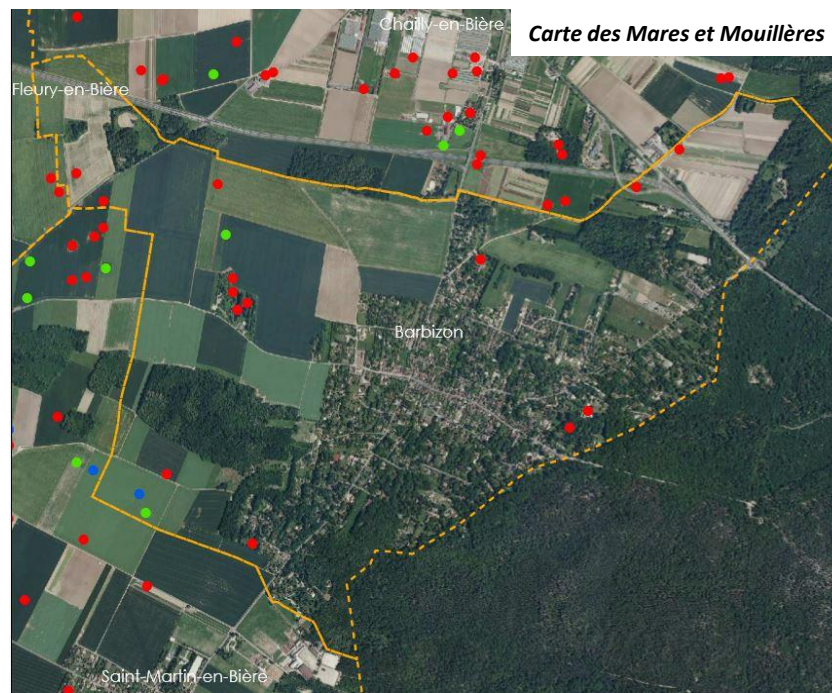 Chailly-en-Bière
Carte des Mares et Mouillères
Fleury-en-Bière
Barbizon
Saint-Martin-en-Bière